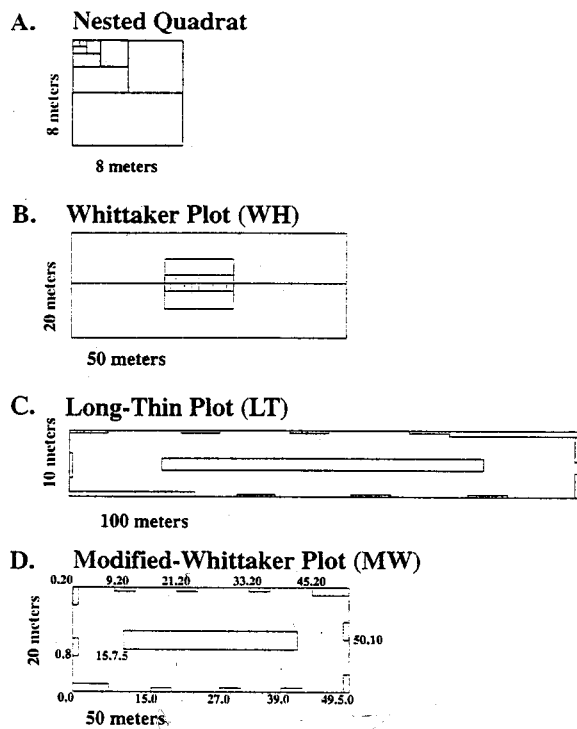 A. Nested Quadrat
8 meters
8 meters
B. Whittaker Plot (WH)
20 meters
50 meters
C. Long-Thin Plot (LT)
10 meters
100 meters
D. Modified-Whittaker Plot (MW)
0.20 9.20 21.20 33.20 45.20
20 meters
0.8 15.7.5 50.10
0.0 15.0 27.0 39.0 49.5.0
50 meters